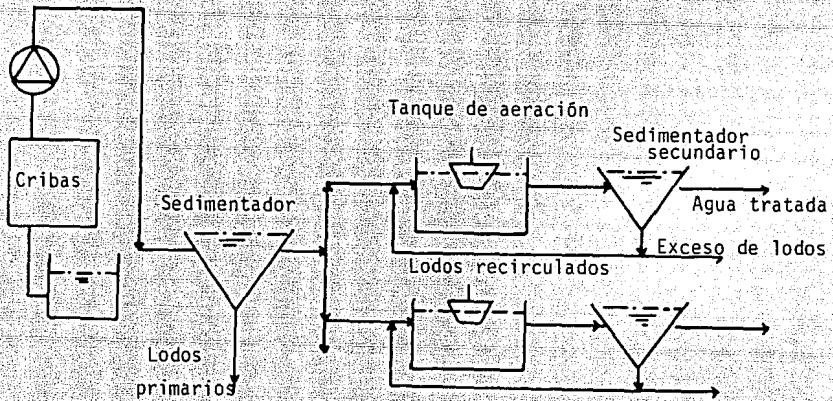 Tanque de aeración
Sedimentador
secundario
Cribas
Sedimentador
Agua tratada
Exceso de lodos
Lodos recirculados
Lodos
primarios